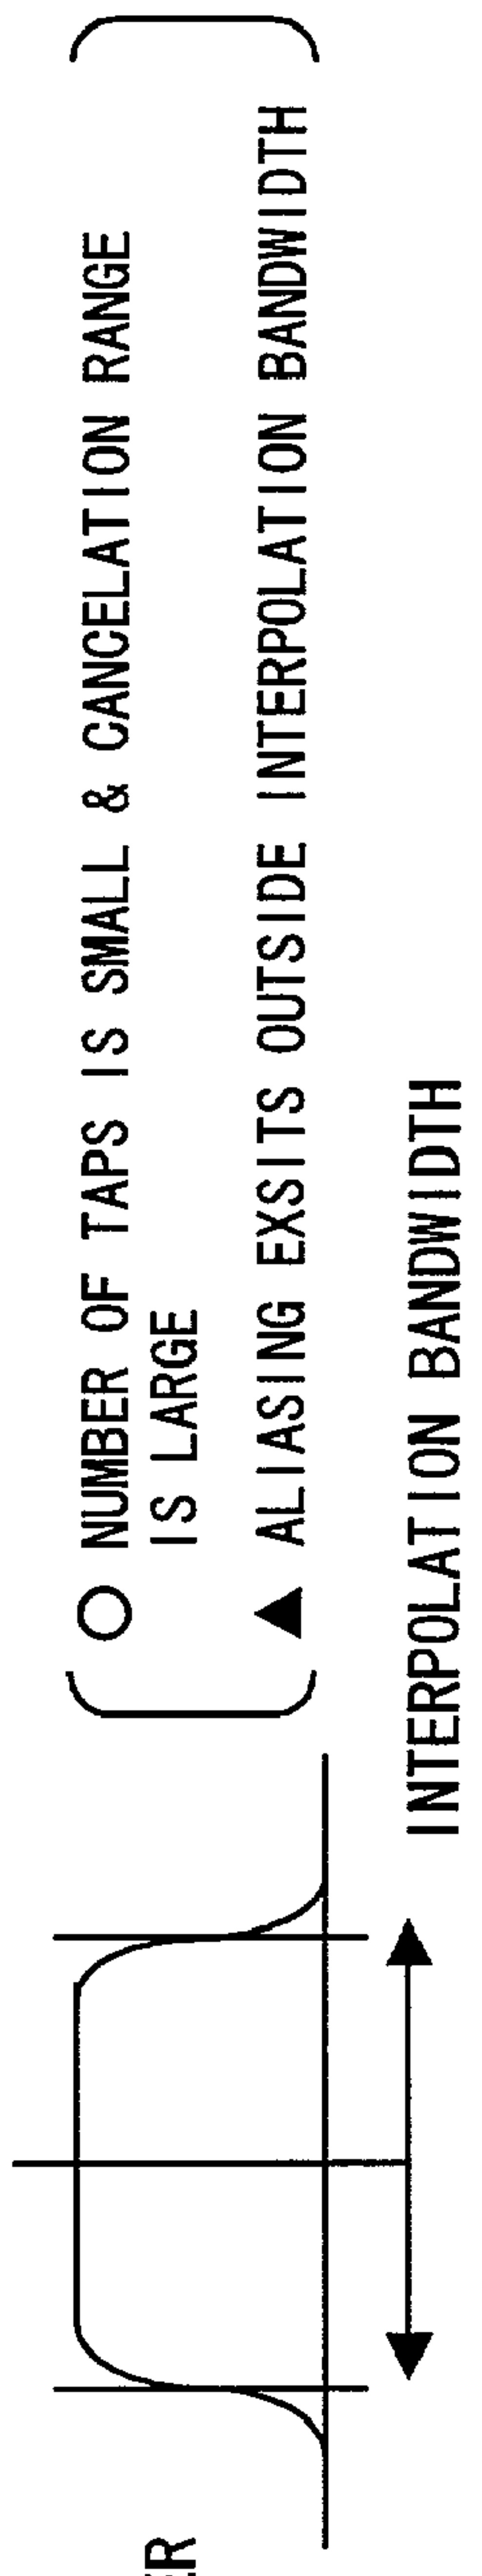 ○ NUMBER OF TAPS IS SMALL & CANCELATION RANGE
IS LARGE
▲ ALIASING EXSITS OUTSIDE INTERPOLATION BANDWIDTH
INTERPOLATION BANDWIDTH